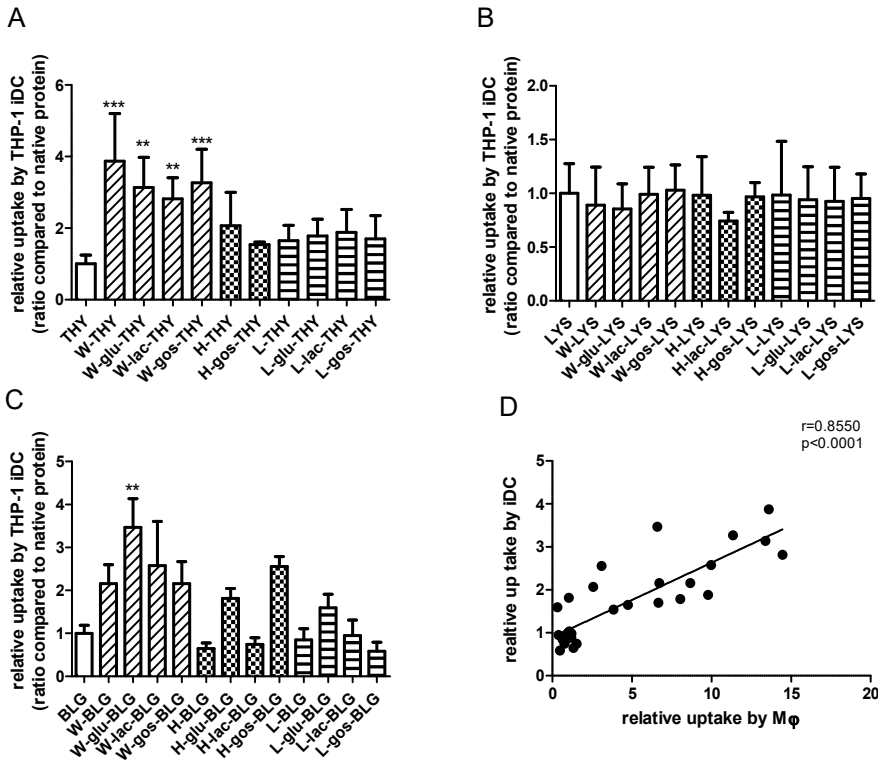 A
relative uptake by THP-1 iDC
(ratio compared to native protein)
6
4
2
0
***
**
**
***
THY
W-THY
W-glu-THY
W-lac-THY
W-gos-THY
H-THY
H-gos-THY
L-THY
L-glu-THY
L-lac-THY
L-gos-THY
B
relative uptake by THP-1 iDC
(ratio compared to native protein)
2.0
1.5
1.0
0.5
0.0
LYS
W-LYS
W-glu-LYS
W-lac-LYS
W-gos-LYS
H-LYS
H-lac-LYS
H-gos-LYS
L-LYS
L-glu-LYS
L-lac-LYS
L-gos-LYS
C
relative uptake by THP-1 iDC
(ratio compared to native protein)
5
4
3
2
1
0
**
BLG
W-BLG
W-glu-BLG
W-lac-BLG
W-gos-BLG
H-BLG
H-glu-BLG
H-lac-BLG
H-gos-BLG
L-BLG
L-glu-BLG
L-lac-BLG
L-gos-BLG
D
r=0.8550
p<0.0001
realtive up take by iDC
5
4
3
2
1
0
0 5 10 15 20
relative uptake by Mφ